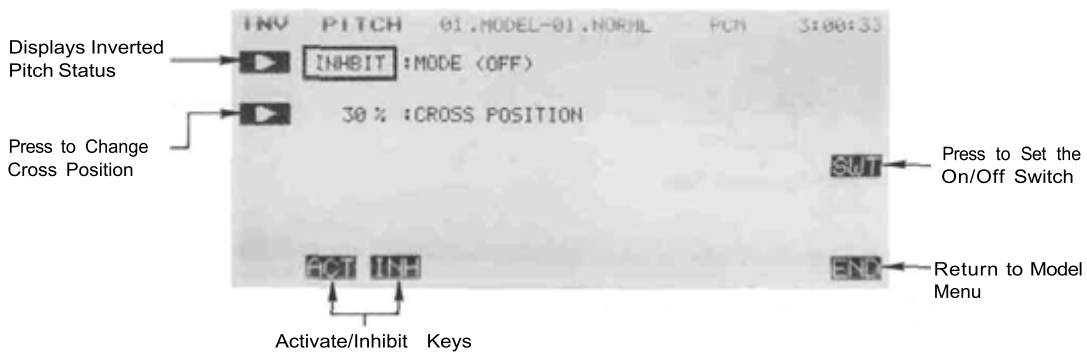 INV PITCH 01.MODEL-01.NORML PCM 3:00:33
Displays Inverted
Pitch Status
INHBIT :MODE (OFF)
30% :CROSS POSITION
Press to Change
Cross Position
SWT
Press to Set the
On/Off Switch
ACT INH
END
Return to Model
Menu
Activate/Inhibit Keys